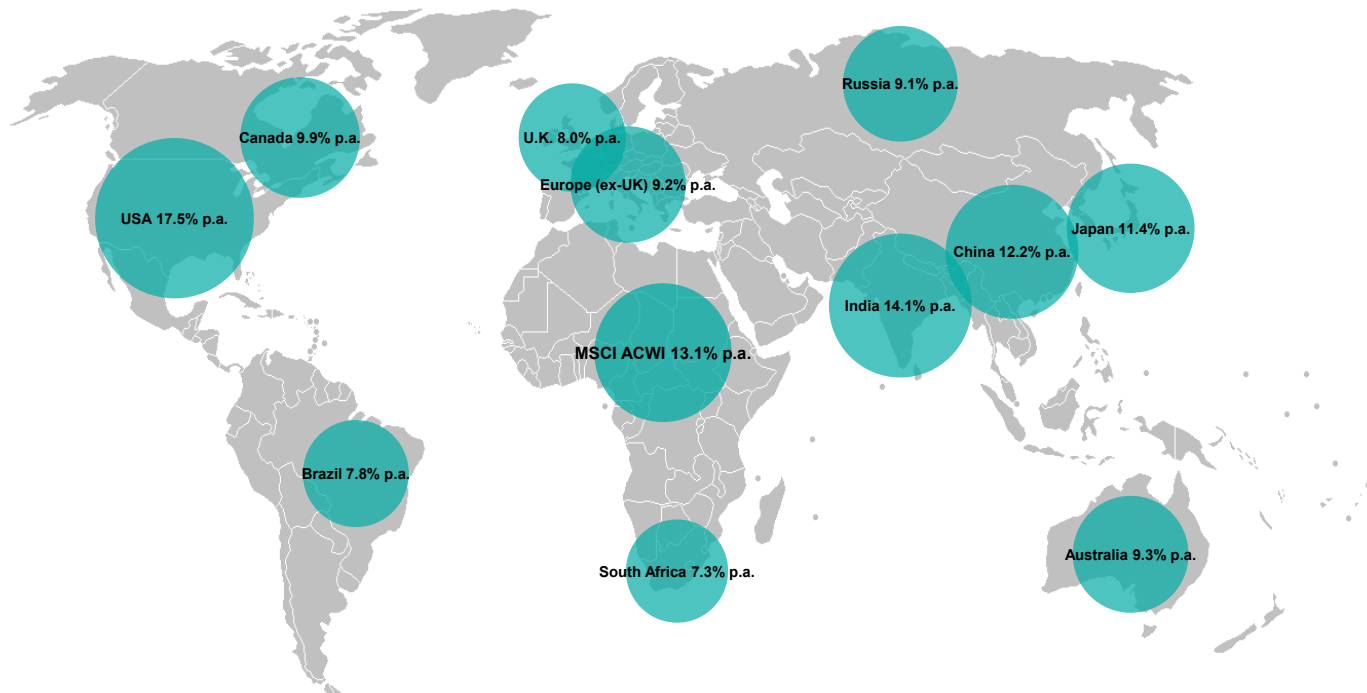 Russia 9.1% p.a.
Canada 9.9% p.a.
U.K. 8.0% p.a.
Europe (ex-UK) 9.2% p.a.
USA 17.5% p.a.
Japan 11.4% p.a.
China 12.2% p.a.
India 14.1% p.a.
MSCI ACWI 13.1% p.a.
Brazil 7.8% p.a.
Australia 9.3% p.a.
South Africa 7.3% p.a.